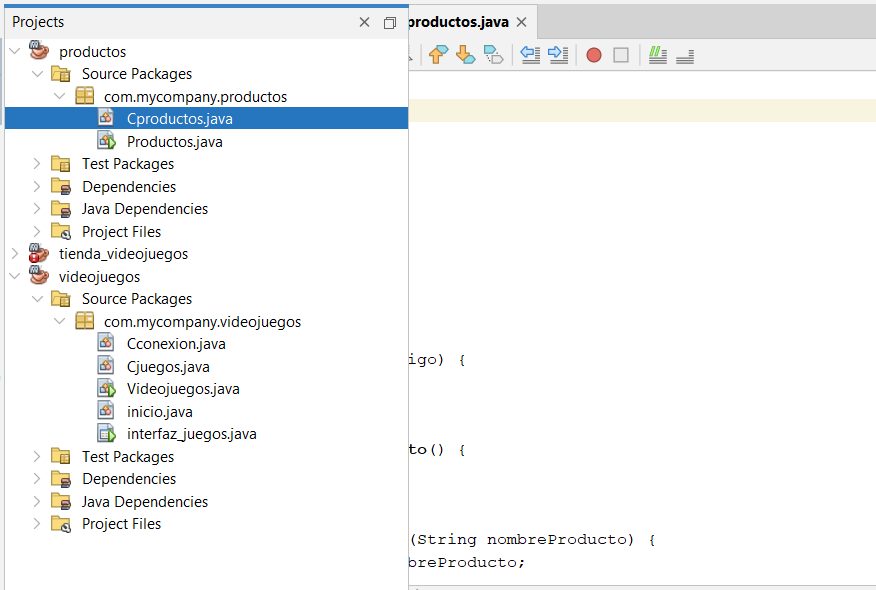 Projects
productos.java
productos
Source Packages
com.mycompany.productos
Cproductos.java
Productos.java
Test Packages
Dependencies
Java Dependencies
Project Files
tienda_videojuegos
videojuegos
Source Packages
com.mycompany.videojuegos
Cconexion.java
Cjuegos.java
Videojuegos.java
inicio.java
interfaz_juegos.java
Test Packages
Dependencies
Java Dependencies
Project Files
igo) {
to() {
(String nombreProducto) {
breProducto;